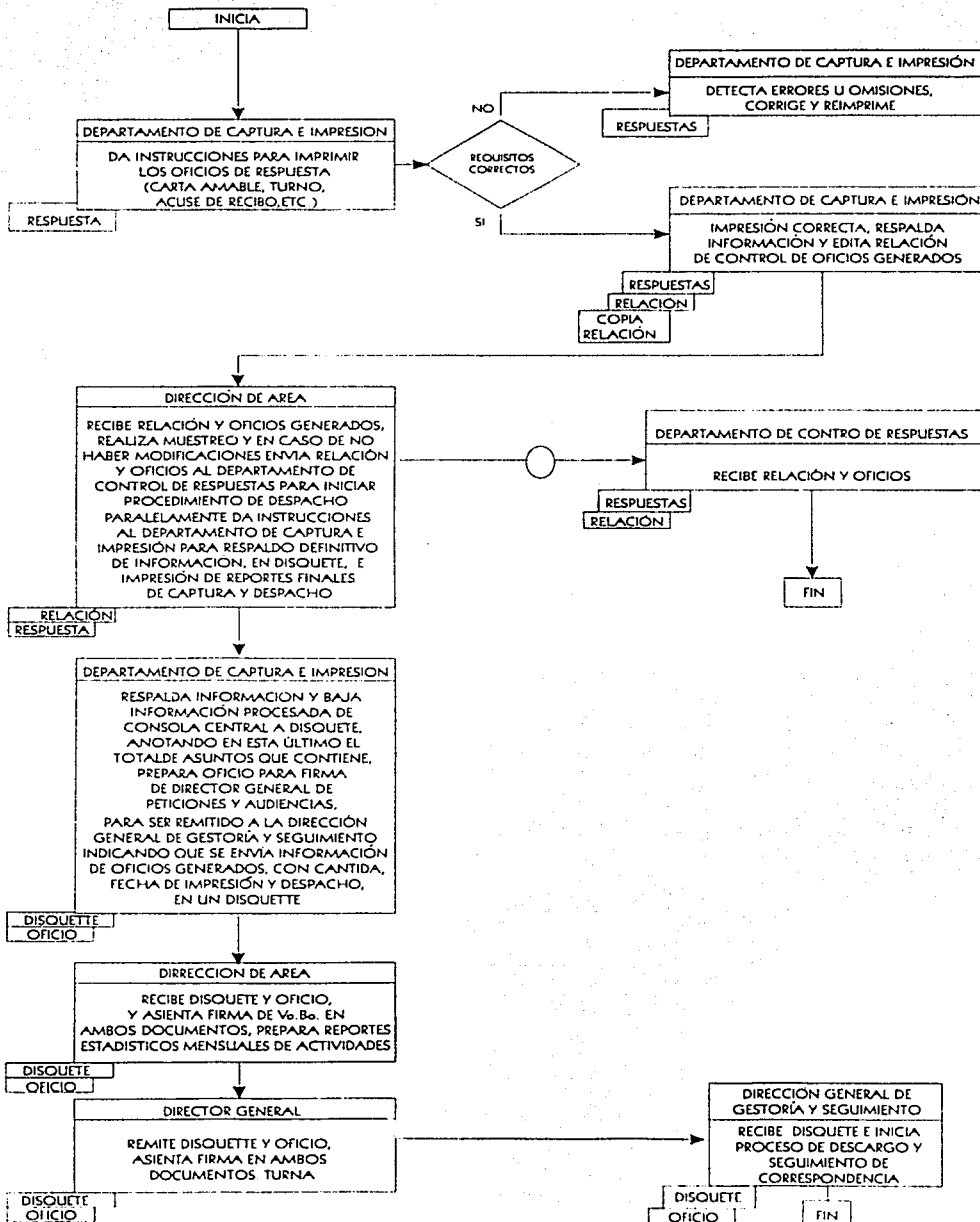 INICIA
DEPARTAMENTO DE CAPTURA E IMPRESION
DA INSTRUCCIONES PARA IMPRIMIR
LOS OFICIOS DE RESPUESTA
(CARTA AMABLE, TURNO,
ACUSE DE RECIBO, ETC.)
RESPUESTA
REQUISITOS
CORRECTOS
NO
SI
DEPARTAMENTO DE CAPTURA E IMPRESIÓN
DETECTA ERRORES U OMISIONES,
CORRIGE Y REIMPRIME
RESPUESTAS
DEPARTAMENTO DE CAPTURA E IMPRESIÓN
IMPRESIÓN CORRECTA, RESPALDA
INFORMACIÓN Y EDITA RELACIÓN
DE CONTROL DE OFICIOS GENERADOS
RESPUESTAS
RELACIÓN
COPIA
RELACIÓN
DIRECCIÓN DE AREA
RECIBE RELACIÓN Y OFICIOS GENERADOS,
REALIZA MUESTREO Y EN CASO DE NO
HABER MODIFICACIONES ENVIA RELACIÓN
Y OFICIOS AL DEPARTAMENTO DE
CONTROL DE RESPUESTAS PARA INICIAR
PROCEDIMIENTO DE DESPACHO
PARALELAMENTE DA INSTRUCCIONES
AL DEPARTAMENTO DE CAPTURA E
IMPRESIÓN PARA RESPALDO DEFINITIVO
DE INFORMACIÓN, EN DISQUETE, E
IMPRESIÓN DE REPORTES FINALES
DE CAPTURA Y DESPACHO
RELACIÓN
RESPUESTA
DEPARTAMENTO DE CONTRO DE RESPUESTAS
RECIBE RELACIÓN Y OFICIOS
RESPUESTAS
RELACIÓN
FIN
DEPARTAMENTO DE CAPTURA E IMPRESION
RESPALDA INFORMACION Y BAJA
INFORMACIÓN PROCESADA DE
CONSOLA CENTRAL A DISQUETE,
ANOTANDO EN ESTA ÚLTIMO EL
TOTALDE ASUNTOS QUE CONTIENE,
PREPARA OFICIO PARA FIRMA
DE DIRECTOR GENERAL DE
PETICIONES Y AUDIENCIAS,
PARA SER REMITIDO A LA DIRECCIÓN
GENERAL DE GESTORÍA Y SEGUIMIENTO
INDICANDO QUE SE ENVÍA INFORMACIÓN
DE OFICIOS GENERADOS, CON CANTIDA,
FECHA DE IMPRESIÓN Y DESPACHO,
EN UN DISQUETTE
DISQUETTE
OFICIO
DIRRECCION DE AREA
RECIBE DISQUETE Y OFICIO,
Y ASIENTA FIRMA DE Vo.Bo. EN
AMBOS DOCUMENTOS, PREPARA REPORTES
ESTADISTICOS MENSUALES DE ACTIVIDADES
DISQUETE
OFICIO
DIRECTOR GENERAL
REMITE DISQUETTE Y OFICIO,
ASIENTA FIRMA EN AMBOS
DOCUMENTOS TURNA
DISQUETE
OFICIO
DIRECCIÓN GENERAL DE
GESTORÍA Y SEGUIMIENTO
RECIBE DISQUETE E INICIA
PROCESO DE DESCARGO Y
SEGUIMIENTO DE
CORRESPONDENCIA
DISQUETE
OFICIO
FIN